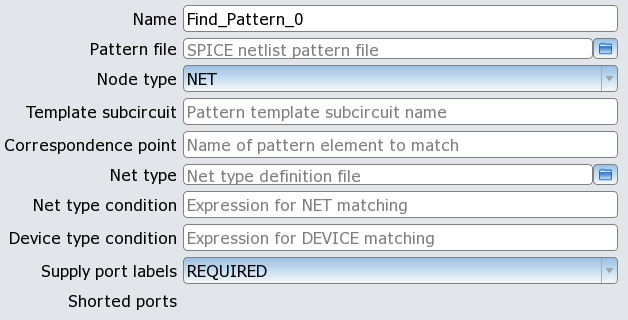 Name Find_Pattern_0
Pattern file SPICE netlist pattern file
Node type NET
Template subcircuit Pattern template subcircuit name
Correspondence point Name of pattern element to match
Net type Net type definition file
Net type condition Expression for NET matching
Device type condition Expression for DEVICE matching
Supply port labels REQUIRED
Shorted ports